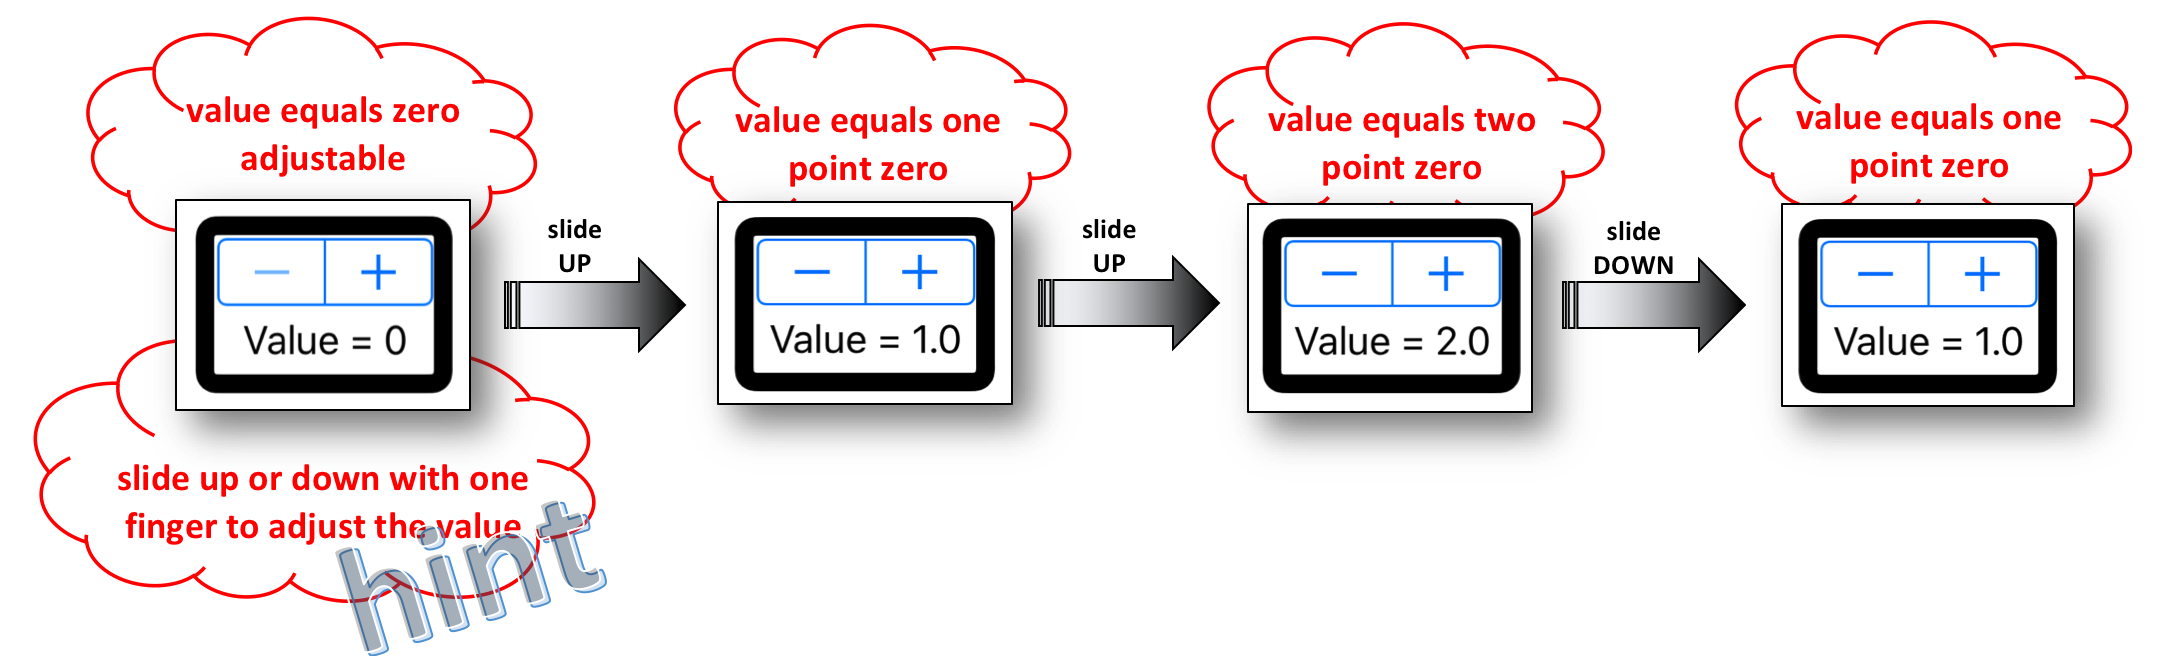 value equals zero
adjustable
− +
Value = 0
slide up or down with one
finger to adjust the value
hint
slide
UP
value equals one
point zero
− +
Value = 1.0
slide
UP
value equals two
point zero
− +
Value = 2.0
slide
DOWN
value equals one
point zero
− +
Value = 1.0